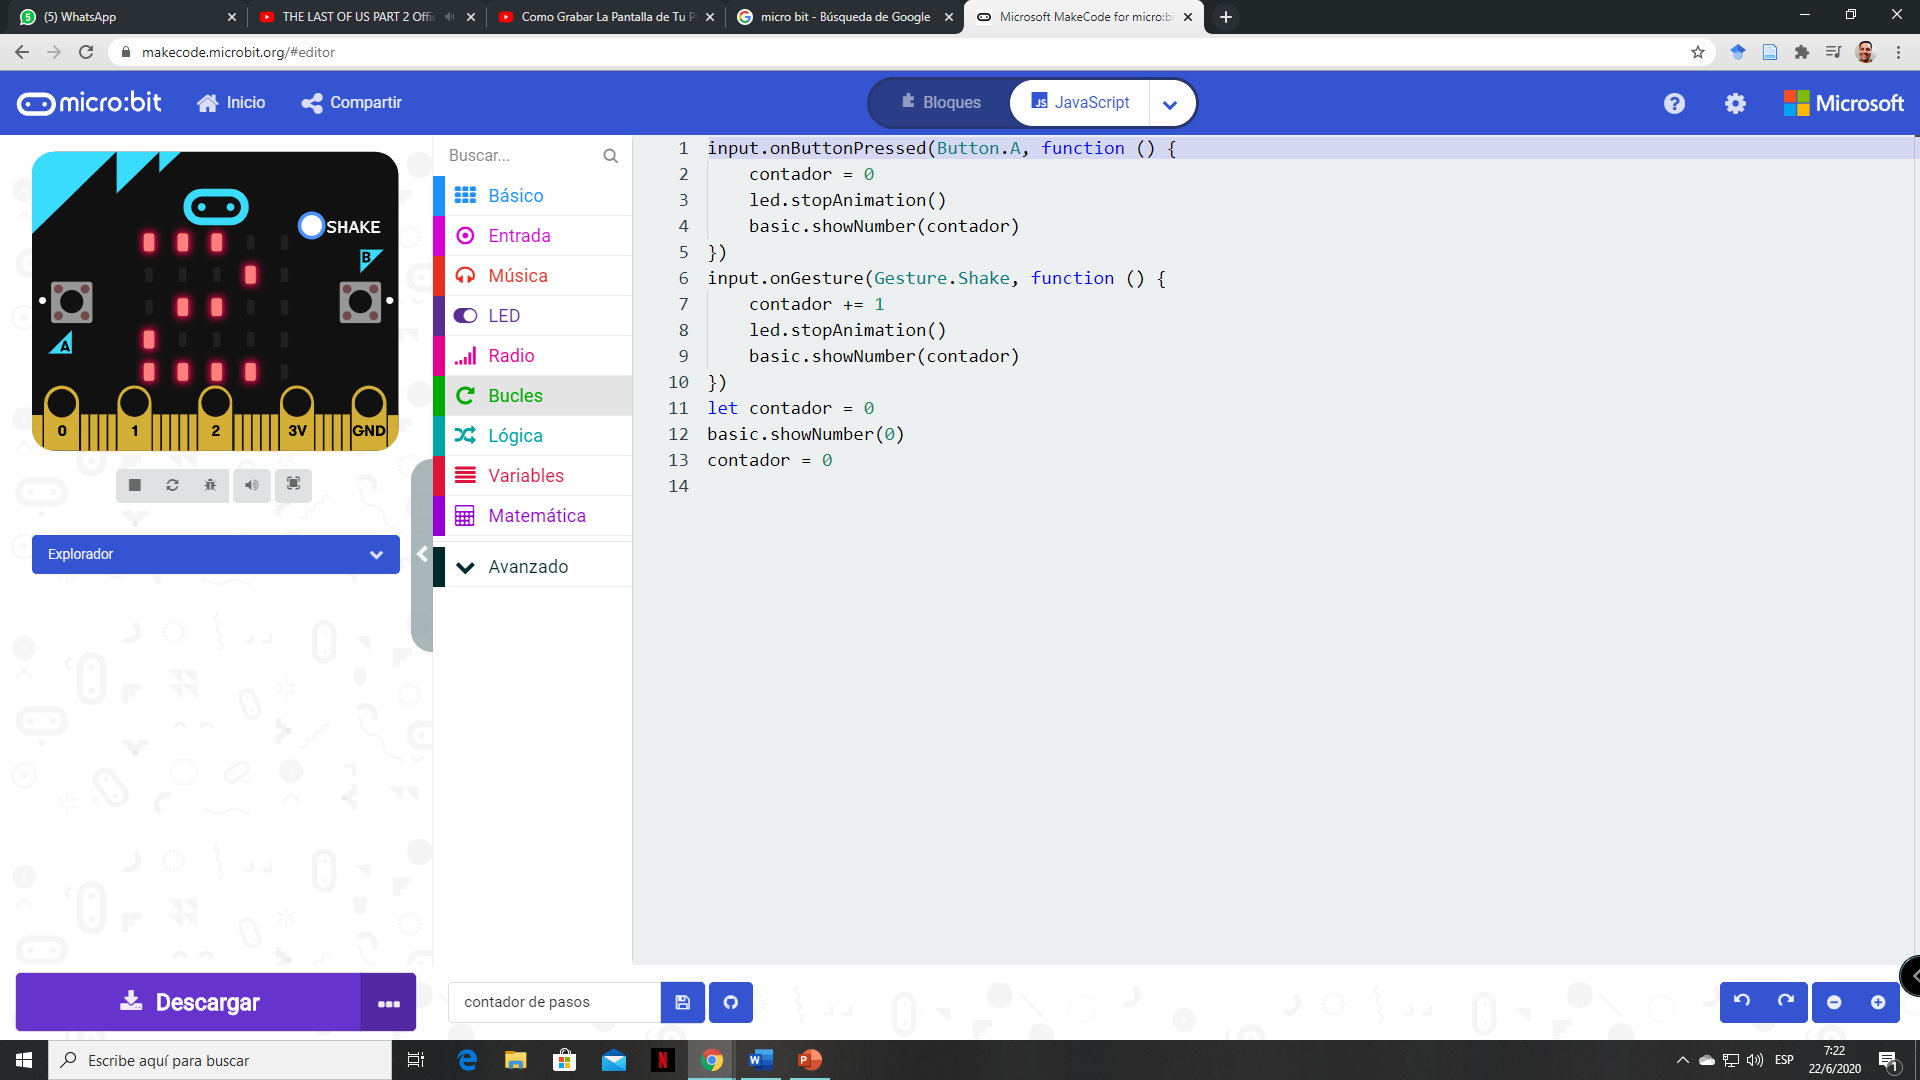 (5) WhatsApp
THE LAST OF US PART 2 Offic
Como Grabar La Pantalla de Tu P
micro bit - Búsqueda de Google
Microsoft MakeCode for micro:bi
makecode.microbit.org/#editor
micro:bit
Inicio
Compartir
Bloques
JS JavaScript
?
Microsoft
SHAKE
B
A
0 1 2 3V GND
Explorador
Buscar...
Básico
Entrada
Música
LED
Radio
Bucles
Lógica
Variables
Matemática
Avanzado
1 input.onButtonPressed(Button.A, function () {
2     contador = 0
3     led.stopAnimation()
4     basic.showNumber(contador)
5 })
6 input.onGesture(Gesture.Shake, function () {
7     contador += 1
8     led.stopAnimation()
9     basic.showNumber(contador)
10 })
11 let contador = 0
12 basic.showNumber(0)
13 contador = 0
14
Descargar
contador de pasos
Escribe aquí para buscar
ESP
7:22
22/6/2020
1